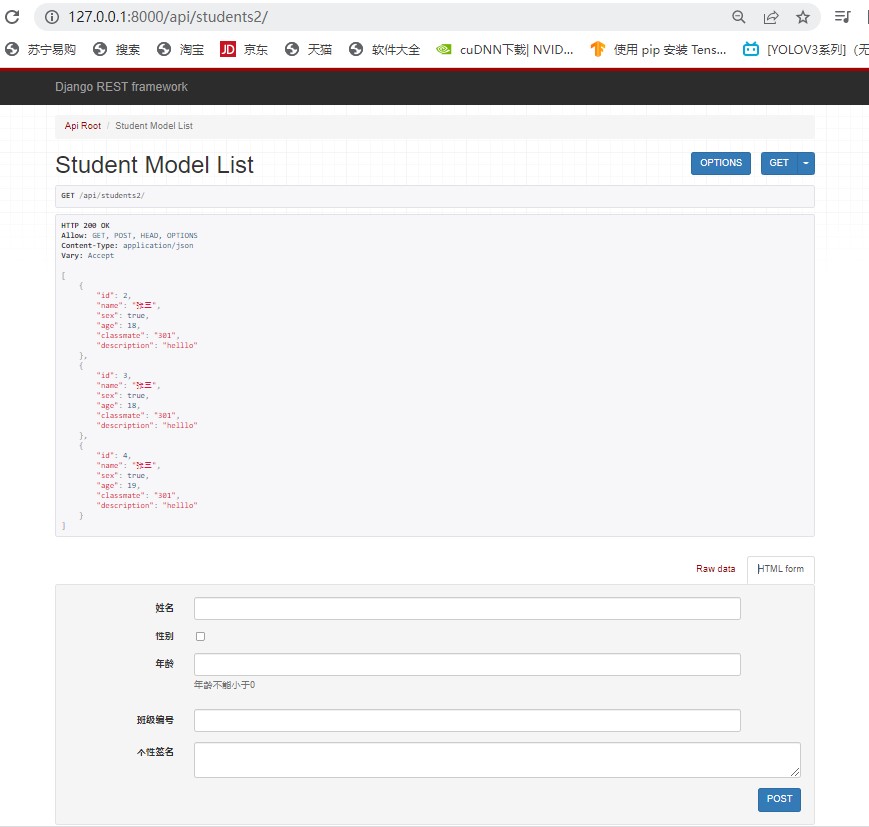 127.0.0.1:8000/api/students2/
苏宁易购 搜索 淘宝 JD 京东 天猫 软件大全 cuDNN下载| NVID... 使用 pip 安装 Tens... [YOLOV3系列]（无
Django REST framework
Api Root / Student Model List
Student Model List
OPTIONS GET
GET /api/students2/
HTTP 200 OK
Allow: GET, POST, HEAD, OPTIONS
Content-Type: application/json
Vary: Accept
[
{
"id": 2,
"name": "张三",
"sex": true,
"age": 18,
"classmate": "301",
"description": "helllo"
},
{
"id": 3,
"name": "张三",
"sex": true,
"age": 18,
"classmate": "301",
"description": "helllo"
},
{
"id": 4,
"name": "张三",
"sex": true,
"age": 19,
"classmate": "301",
"description": "helllo"
}
]
Raw data HTML form
姓名
性别
年龄
年龄不能小于0
班级编号
个性签名
POST